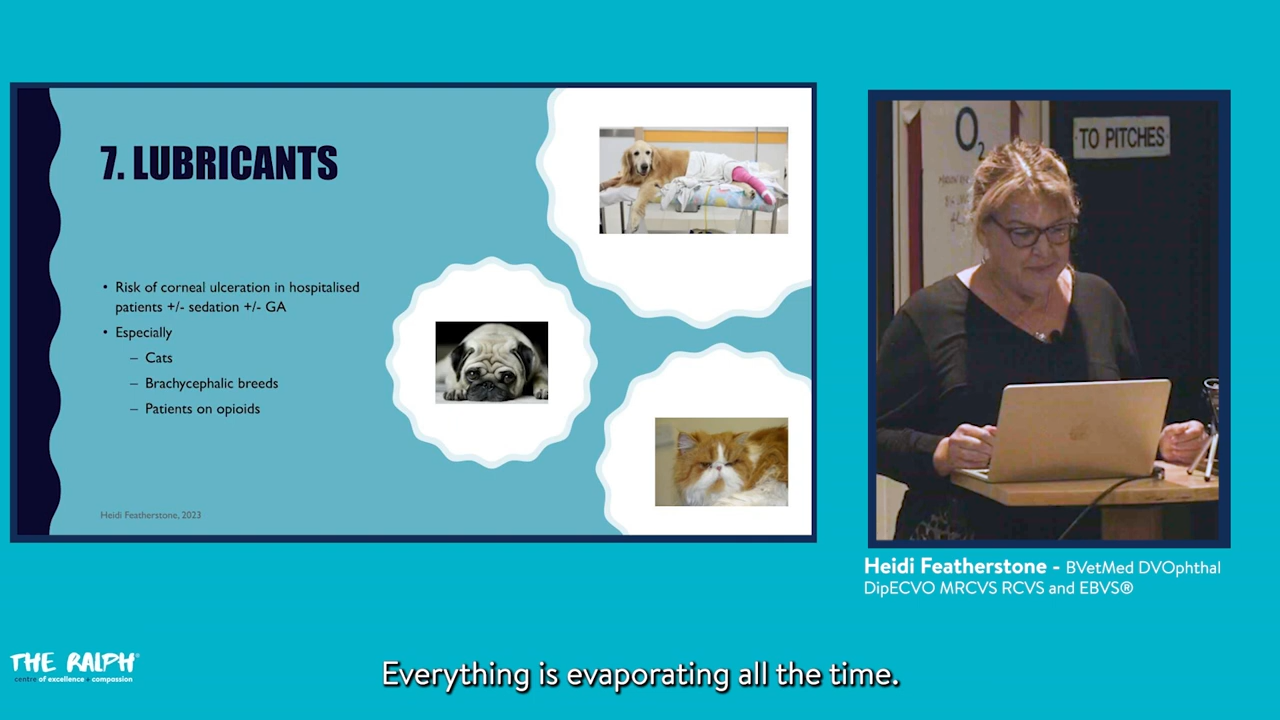 7. LUBRICANTS
• Risk of corneal ulceration in hospitalised
patients +/- sedation +/- GA
• Especially
– Cats
– Brachycephalic breeds
– Patients on opioids
Heidi Featherstone, 2023
O2
TO PITCHES
Heidi Featherstone - BVetMed DVOphthal
DipECVO MRCVS RCVS and EBVS®
THE RALPH®
centre of excellence + compassion
Everything is evaporating all the time.